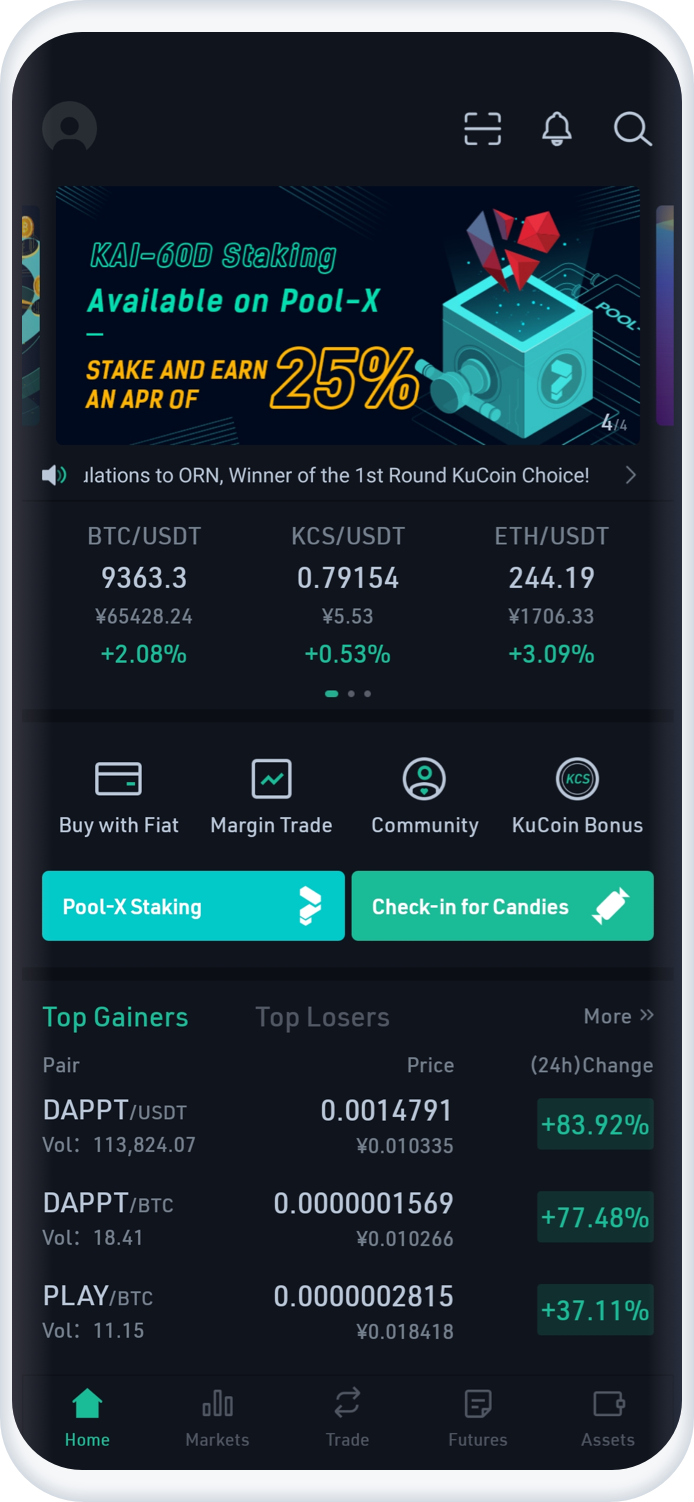 KAI-60D Staking
Available on Pool-X
STAKE AND EARN
AN APR OF 25%
POOL-
4/4
ulations to ORN, Winner of the 1st Round KuCoin Choice!
BTC/USDT KCS/USDT ETH/USDT
9363.3 0.79154 244.19
¥65428.24 ¥5.53 ¥1706.33
+2.08% +0.53% +3.09%
KCS
Buy with Fiat Margin Trade Community KuCoin Bonus
Pool-X Staking Check-in for Candies
Top Gainers Top Losers More »
Pair Price (24h)Change
DAPPT/USDT 0.0014791 +83.92%
Vol: 113,824.07 ¥0.010335
DAPPT/BTC 0.0000001569 +77.48%
Vol: 18.41 ¥0.010266
PLAY/BTC 0.0000002815 +37.11%
Vol: 11.15 ¥0.018418
Home Markets Trade Futures Assets